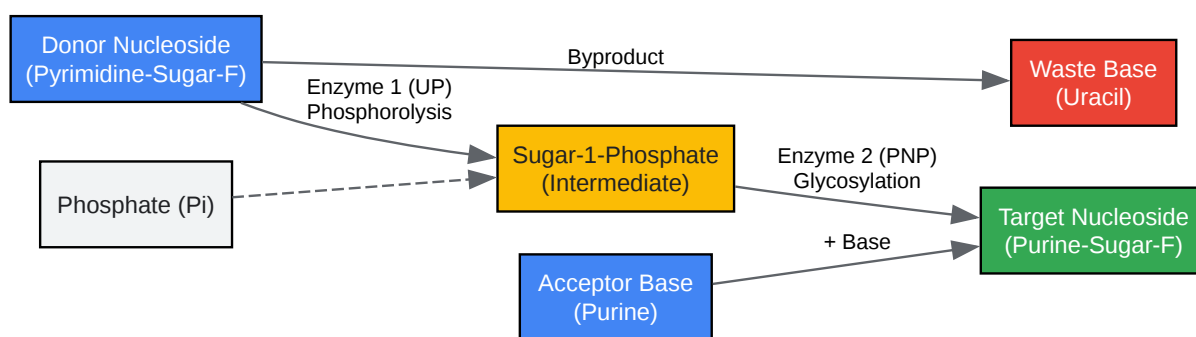 Donor Nucleoside
(Pyrimidine-Sugar-F)
Byproduct
Waste Base
(Uracil)
Enzyme 1 (UP)
Phosphorolysis
Phosphate (Pi)
Sugar-1-Phosphate
(Intermediate)
Enzyme 2 (PNP)
Glycosylation
Target Nucleoside
(Purine-Sugar-F)
+ Base
Acceptor Base
(Purine)